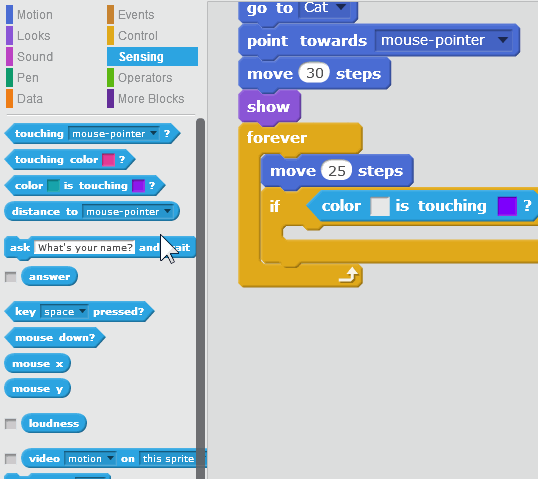 Motion
Events
Looks
Control
Sound
Sensing
Pen
Operators
Data
More Blocks
touching mouse-pointer ?
touching color ?
color is touching ?
distance to mouse-pointer
ask What's your name? and wait
answer
key space pressed?
mouse down?
mouse x
mouse y
loudness
video motion on this sprite
go to Cat
point towards mouse-pointer
move 30 steps
show
forever
move 25 steps
if color is touching ?